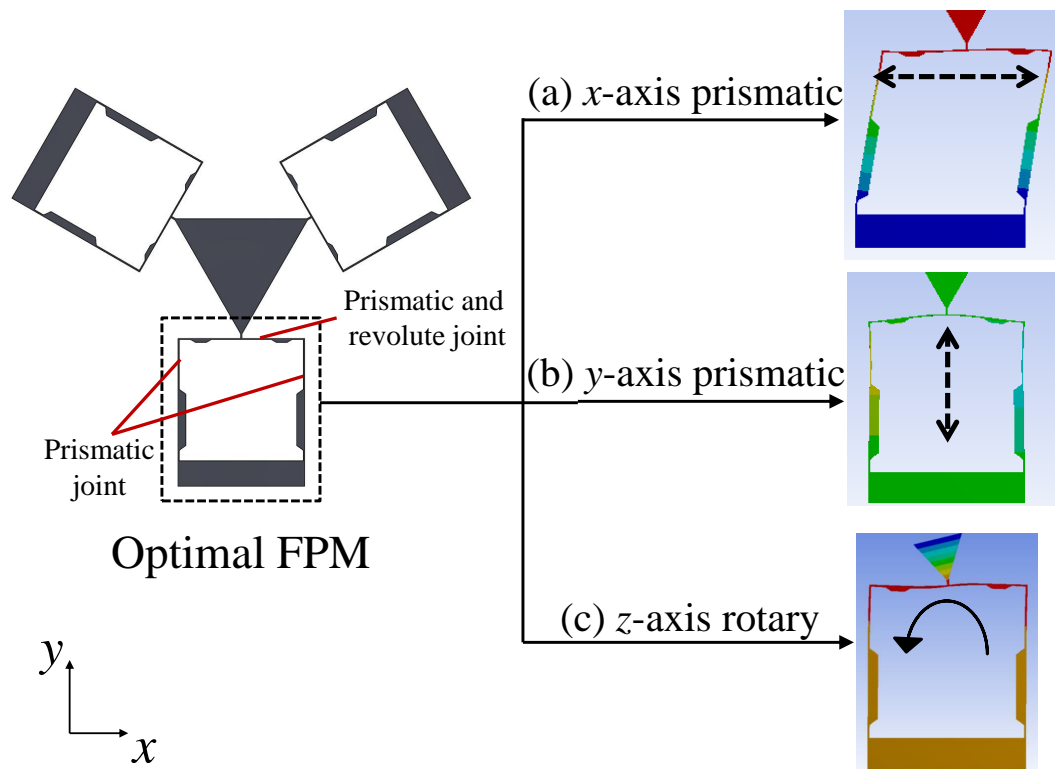 (a) x-axis prismatic
Prismatic and
revolute joint
(b) y-axis prismatic
Prismatic
joint
Optimal FPM
(c) z-axis rotary
y
x